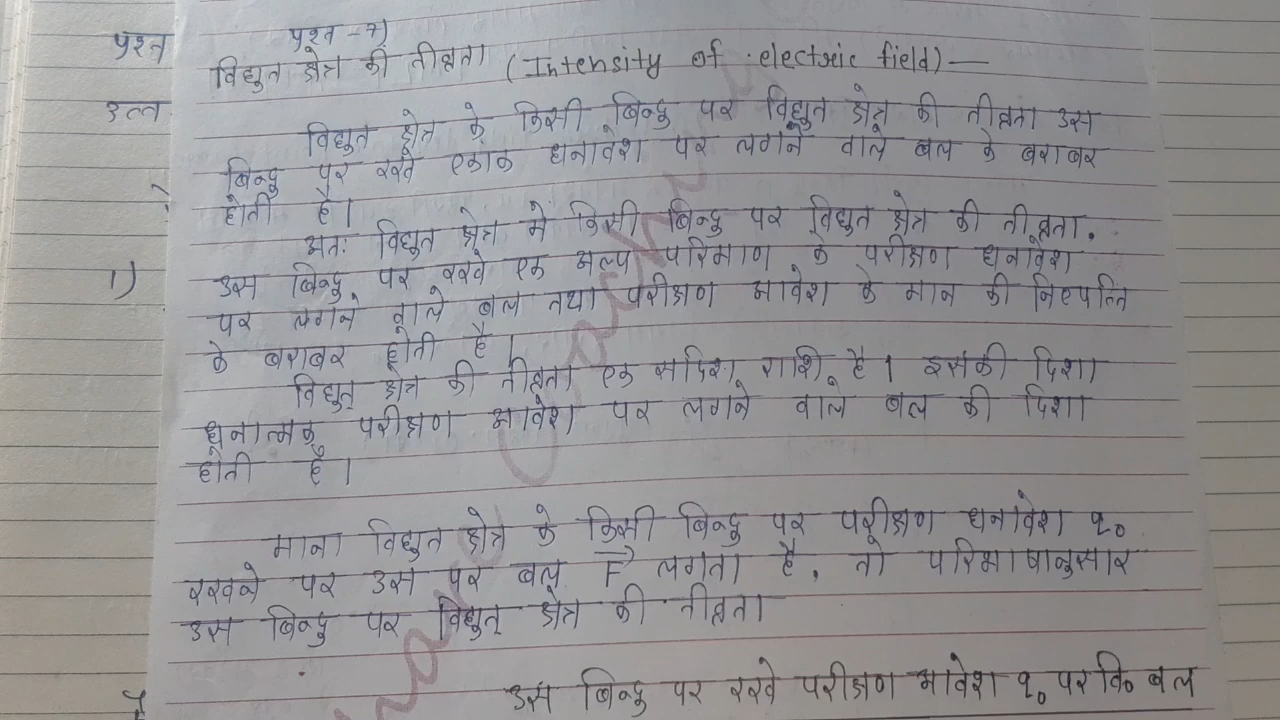 प्रश्न
उत्त
1)
प्रश्न -7)
विद्युत क्षेत्र की तीव्रता (Intensity of electric field) —
विद्युत क्षेत्र के किसी बिन्दु पर विद्युत क्षेत्र की तीव्रता उस
बिन्दु पर रखे एकांक धनावेश पर लगने वाले बल के बराबर
होती है।
अतः विद्युत क्षेत्र मे किसी बिन्दु पर विद्युत क्षेत्र की तीव्रता.
उस बिन्दु पर रखे एक अल्प परिमाण के परीक्षण धनावेश
पर लगने वाले बल तथा परीक्षण आवेश के मान की निष्पत्ति
के बराबर होती है।
विद्युत् क्षेत्र की तीव्रता एक सदिश राशि है। इसकी दिशा
धनात्मक परीक्षण आवेश पर लगने वाले बल की दिशा
होती है।
माना विद्युत क्षेत्र के किसी बिन्दु पर परीक्षण धनावेश q₀
रखने पर उस पर बल F⃗ लगता है, तो परिभाषानुसार
उस बिन्दु पर विद्युत् क्षेत्र की तीव्रता
उस बिन्दु पर रखे परीक्षण आवेश q₀ पर वि० बल